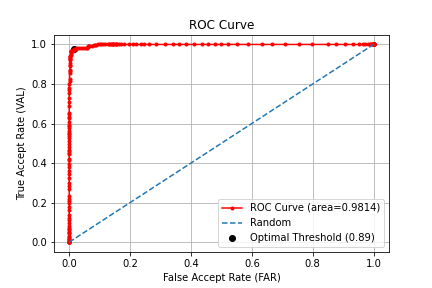 ROC Curve
1.0
0.8
0.6
0.4
0.2
0.0
True Accept Rate (VAL)
ROC Curve (area=0.9814)
Random
Optimal Threshold (0.89)
0.0 0.2 0.4 0.6 0.8 1.0
False Accept Rate (FAR)